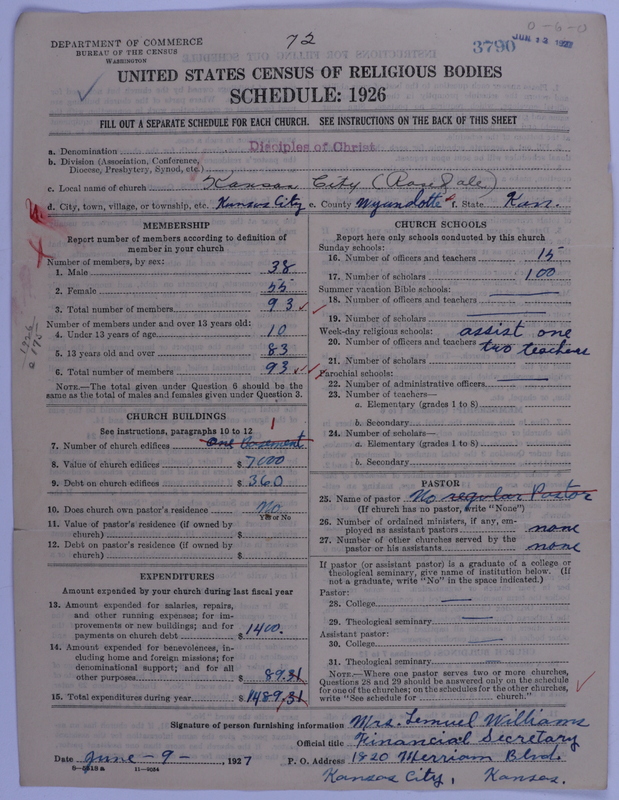 0-6-0
DEPARTMENT OF COMMERCE
BUREAU OF THE CENSUS
WASHINGTON
72
3790
JUN 13
UNITED STATES CENSUS OF RELIGIOUS BODIES
SCHEDULE: 1926
FILL OUT A SEPARATE SCHEDULE FOR EACH CHURCH. SEE INSTRUCTIONS ON THE BACK OF THIS SHEET
a. Denomination Disciples of Christ
b. Division (Association, Conference, Diocese, Presbytery, Synod, etc.)
c. Local name of church Kansas City (Rosedale)
d. City, town, village, or township, etc. Kansas City e. County Wyandotte f. State Kan.
MEMBERSHIP
Report number of members according to definition of
member in your church
Number of members, by sex:
1. Male 38
2. Female 55
3. Total number of members 93
Number of members under and over 13 years old:
4. Under 13 years of age 10
5. 13 years old and over 83
6. Total number of members 93
NOTE.—The total given under Question 6 should be the
same as the total of males and females given under Question 3.
CHURCH BUILDINGS
See instructions, paragraphs 10 to 12
1
7. Number of church edifices one Basement
8. Value of church edifices $ 7000
9. Debt on church edifices $ 360
10. Does church own pastor's residence? No
Yes or No
11. Value of pastor's residence (if owned by
church) $
12. Debt on pastor's residence (if owned by
church) $
EXPENDITURES
Amount expended by your church during last fiscal year
13. Amount expended for salaries, repairs,
and other running expenses; for im-
provements or new buildings; and for
payments on church debt $ 1400.
14. Amount expended for benevolences, in-
cluding home and foreign missions; for
denominational support; and for all
other purposes $ 89.31
15. Total expenditures during year $ 1489.31
CHURCH SCHOOLS
Report here only schools conducted by this church
Sunday schools:
16. Number of officers and teachers 15
17. Number of scholars 100
Summer vacation Bible schools:
18. Number of officers and teachers
19. Number of scholars
Week-day religious schools: assist one
20. Number of officers and teachers two teachers
21. Number of scholars
Parochial schools:
22. Number of administrative officers
23. Number of teachers—
a. Elementary (grades 1 to 8)
b. Secondary
24. Number of scholars—
a. Elementary (grades 1 to 8)
b. Secondary
PASTOR
25. Name of pastor No regular Pastor
(If church has no pastor, write "None")
26. Number of ordained ministers, if any, em-
ployed as assistant pastors none
27. Number of other churches served by the
pastor or his assistants none
If pastor (or assistant pastor) is a graduate of a college or
theological seminary, give name of institution below. (If
not a graduate, write "No" in the space indicated.)
Pastor:
28. College
29. Theological seminary
Assistant pastor:
30. College
31. Theological seminary
NOTE.—Where one pastor serves two or more churches,
Questions 28 and 29 should be answered only on the schedule
for one of the churches; on the schedules for the other churches,
write "See schedule for church."
Signature of person furnishing information Mrs. Lemuel Williams
Official title Financial Secretary
Date June - 9 - 1927 P. O. Address 1820 Merriam Blvd.
Kansas City, Kansas.